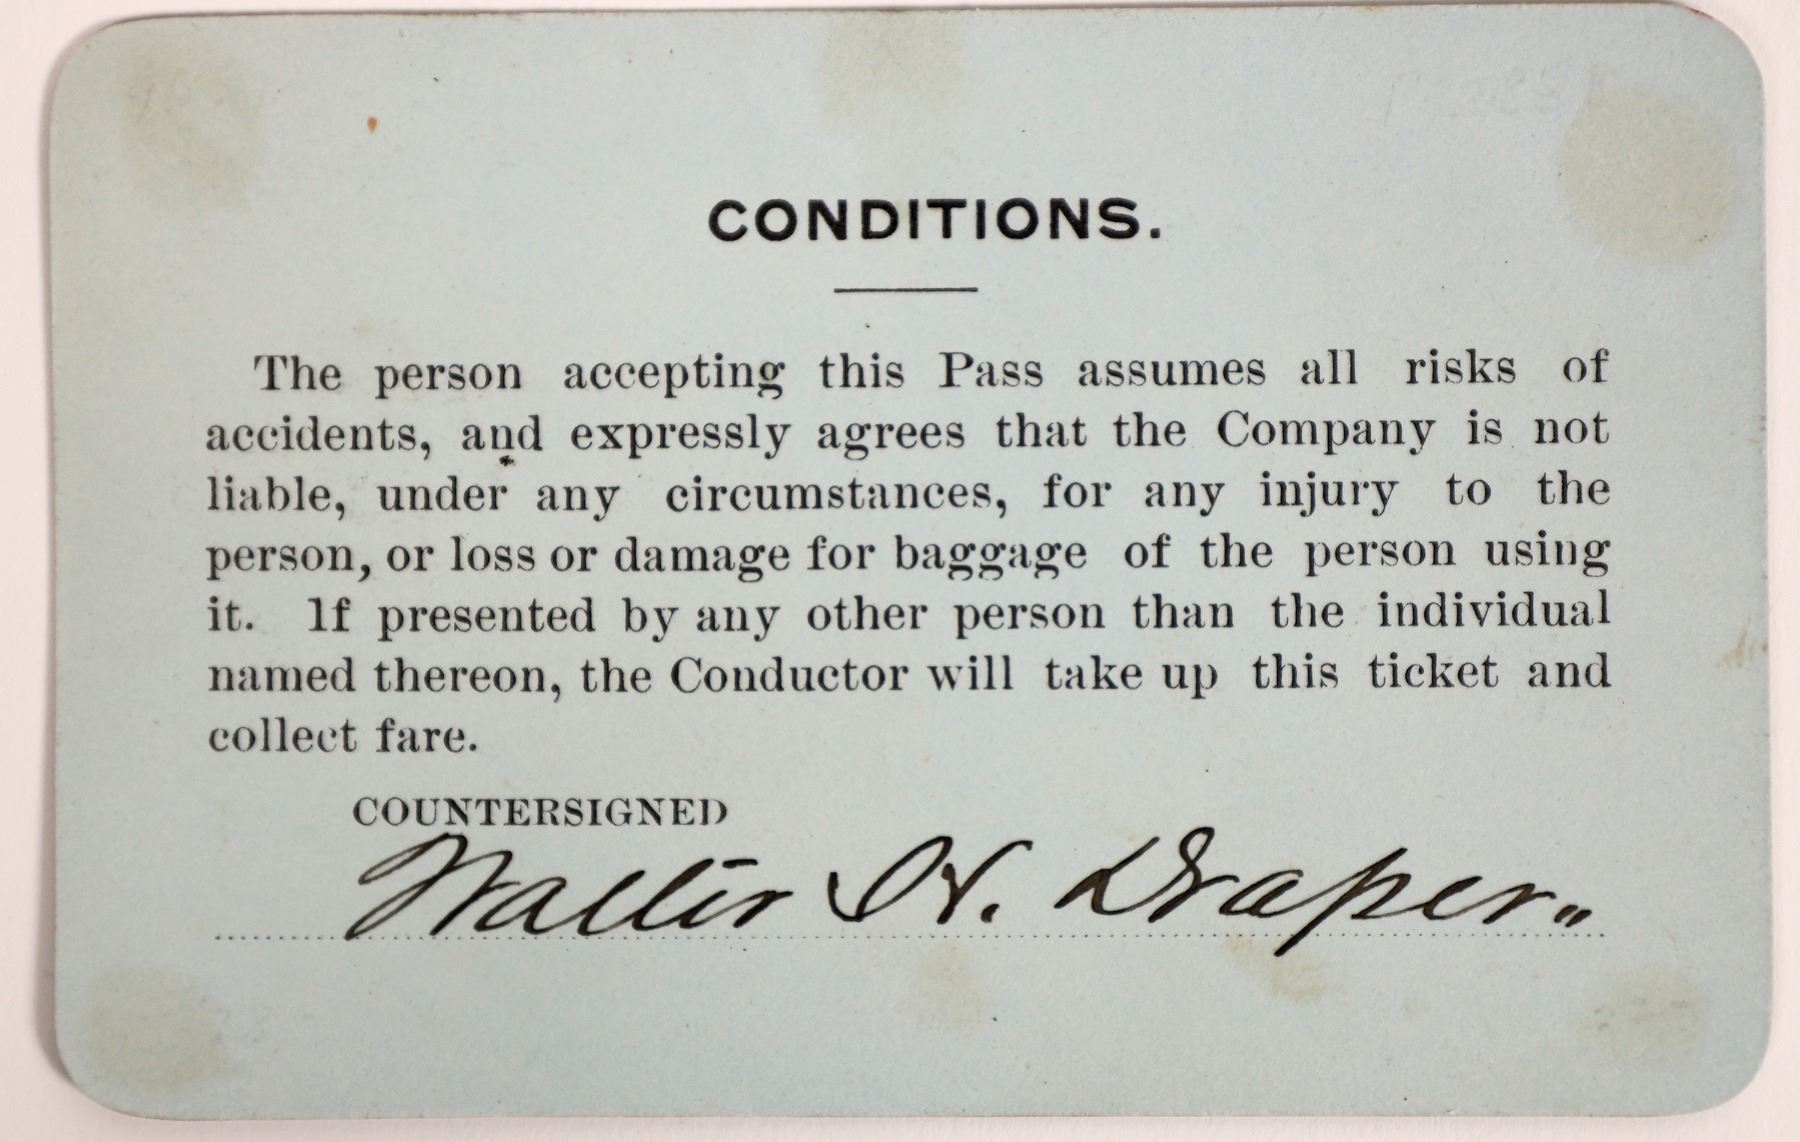 CONDITIONS.
The person accepting this Pass assumes all risks of
accidents, and expressly agrees that the Company is not
liable, under any circumstances, for any injury to the
person, or loss or damage for baggage of the person using
it. If presented by any other person than the individual
named thereon, the Conductor will take up this ticket and
collect fare.
COUNTERSIGNED
Walter N. Draper.